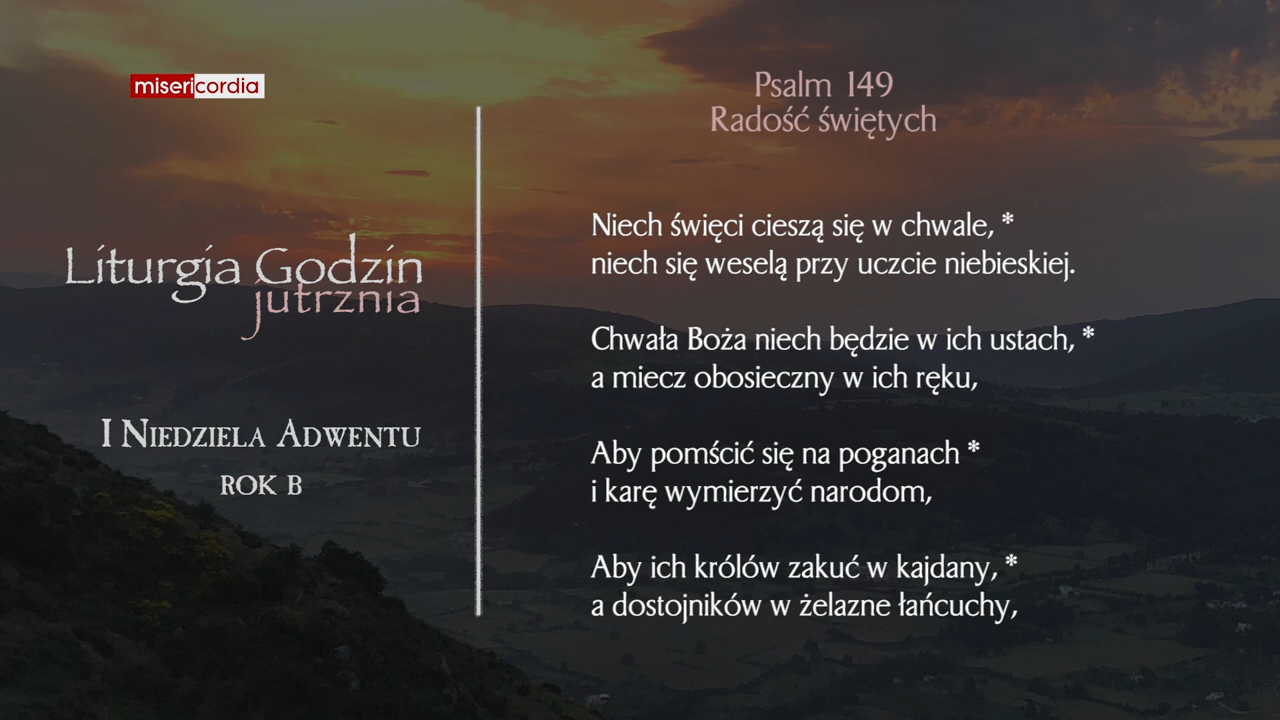 misericordia
Liturgia Godzin
jutrznia
I Niedziela Adwentu
rok B
Psalm 149
Radość świętych
Niech święci cieszą się w chwale, *
niech się weselą przy uczcie niebieskiej.
Chwała Boża niech będzie w ich ustach, *
a miecz obosieczny w ich ręku,
Aby pomścić się na poganach *
i karę wymierzyć narodom,
Aby ich królów zakuć w kajdany, *
a dostojników w żelazne łańcuchy,